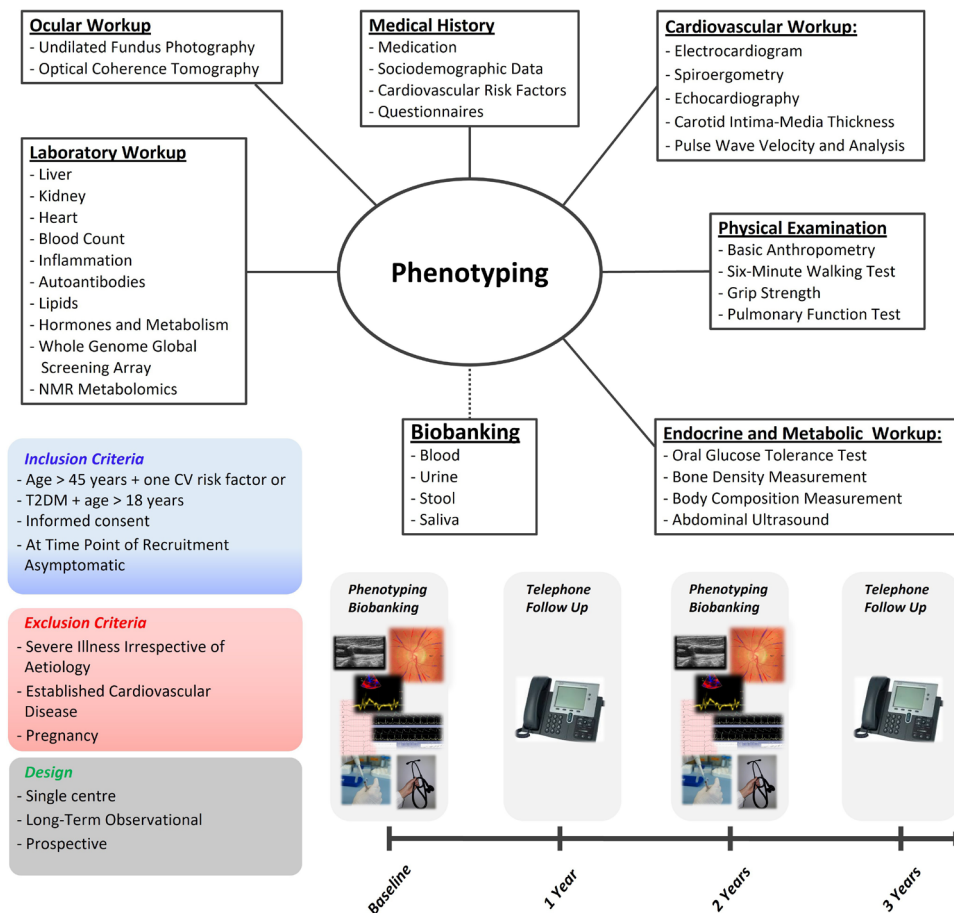 Ocular Workup
- Undilated Fundus Photography
- Optical Coherence Tomography
Medical History
- Medication
- Sociodemographic Data
- Cardiovascular Risk Factors
- Questionnaires
Cardiovascular Workup:
- Electrocardiogram
- Spiroergometry
- Echocardiography
- Carotid Intima-Media Thickness
- Pulse Wave Velocity and Analysis
Laboratory Workup
- Liver
- Kidney
- Heart
- Blood Count
- Inflammation
- Autoantibodies
- Lipids
- Hormones and Metabolism
- Whole Genome Global
Screening Array
- NMR Metabolomics
Phenotyping
Physical Examination
- Basic Anthropometry
- Six-Minute Walking Test
- Grip Strength
- Pulmonary Function Test
Biobanking
- Blood
- Urine
- Stool
- Saliva
Endocrine and Metabolic Workup:
- Oral Glucose Tolerance Test
- Bone Density Measurement
- Body Composition Measurement
- Abdominal Ultrasound
Inclusion Criteria
- Age > 45 years + one CV risk factor or
- T2DM + age > 18 years
- Informed consent
- At Time Point of Recruitment
Asymptomatic
Exclusion Criteria
- Severe Illness Irrespective of
Aetiology
- Established Cardiovascular
Disease
- Pregnancy
Design
- Single centre
- Long-Term Observational
- Prospective
Phenotyping
Biobanking
Telephone
Follow Up
Phenotyping
Biobanking
Telephone
Follow Up
Baseline
1 Year
2 Years
3 Years